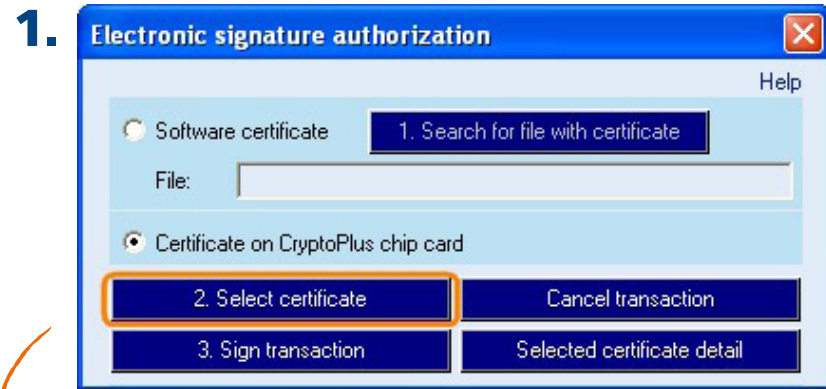 1.
Electronic signature authorization
Help
Software certificate 1. Search for file with certificate
File:
Certificate on CryptoPlus chip card
2. Select certificate Cancel transaction
3. Sign transaction Selected certificate detail